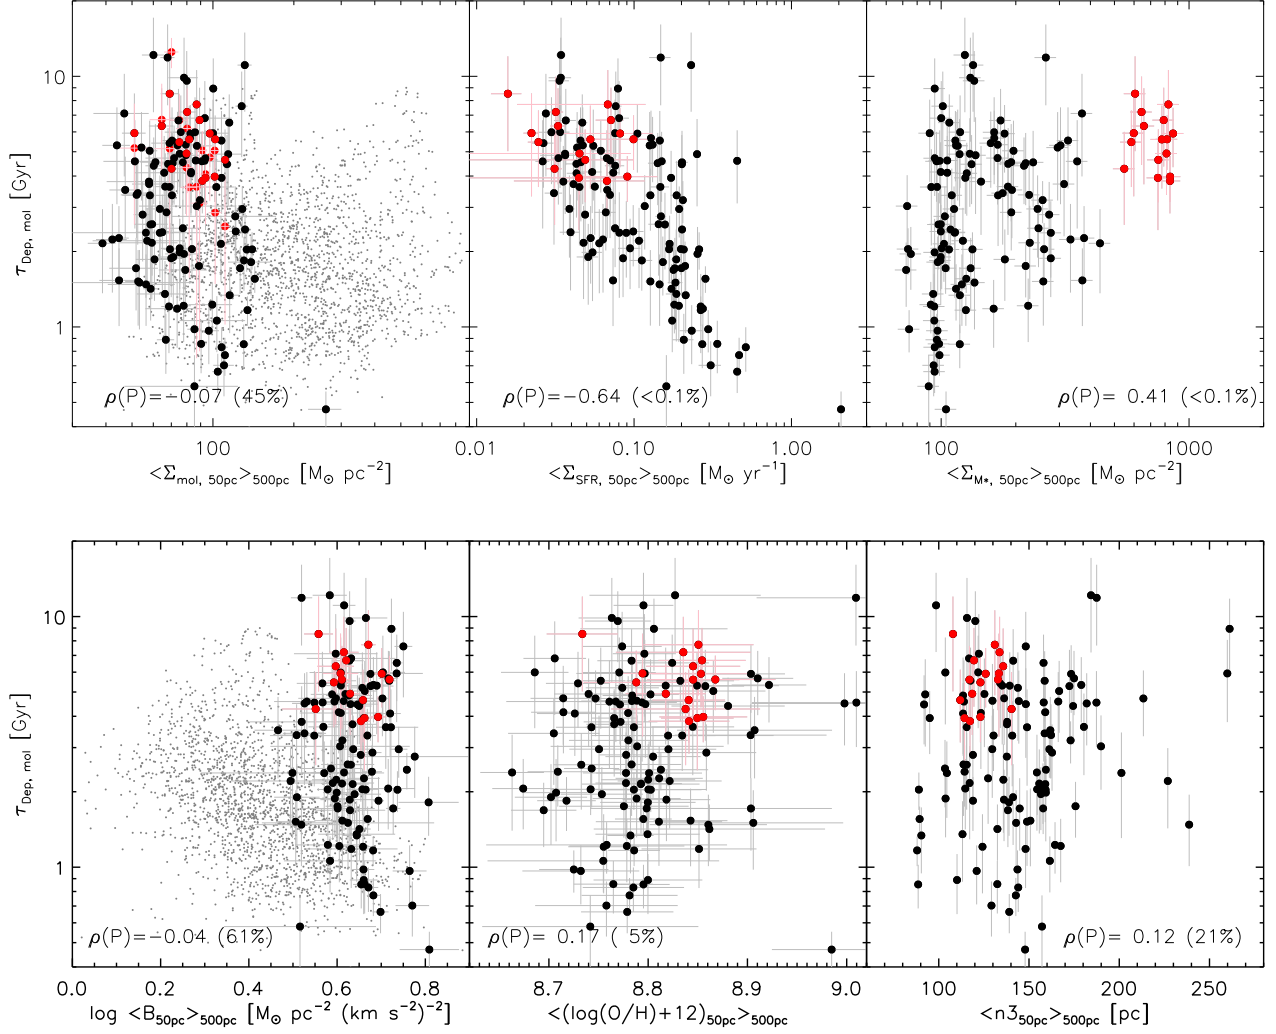 10
1
τDep, mol [Gyr]
ρ(P)=−0.07 (45%)
ρ(P)=−0.64 (<0.1%)
ρ(P)= 0.41 (<0.1%)
100
0.01 0.10 1.00
100 1000
<Σmol, 50pc>500pc [M⊙ pc−2]
<ΣSFR, 50pc>500pc [M⊙ yr−1]
<ΣM*, 50pc>500pc [M⊙ pc−2]
10
1
τDep, mol [Gyr]
ρ(P)=−0.04 (61%)
ρ(P)= 0.17 ( 5%)
ρ(P)= 0.12 (21%)
0.0 0.2 0.4 0.6 0.8
8.7 8.8 8.9 9.0
100 150 200 250
log <B50pc>500pc [M⊙ pc−2 (km s−2)−2]
<(log(O/H)+12)50pc>500pc
<n350pc>500pc [pc]